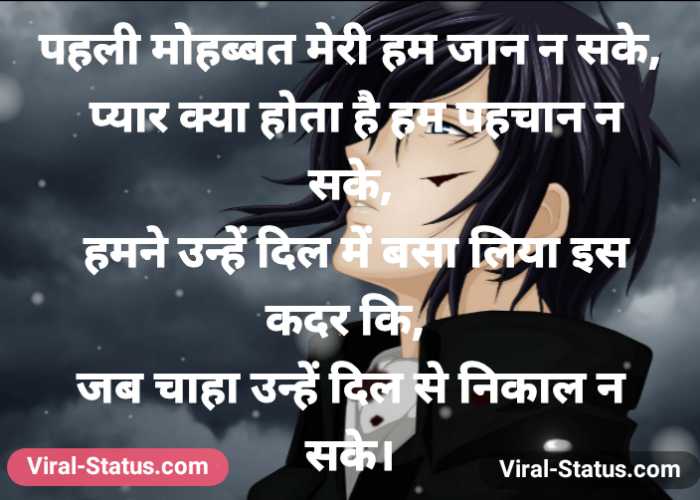 पहली मोहब्बत मेरी हम जान न सके,
प्यार क्या होता है हम पहचान न
सके,
हमने उन्हें दिल में बसा लिया इस
कदर कि,
जब चाहा उन्हें दिल से निकाल न
सके।
Viral-Status.com
Viral-Status.com